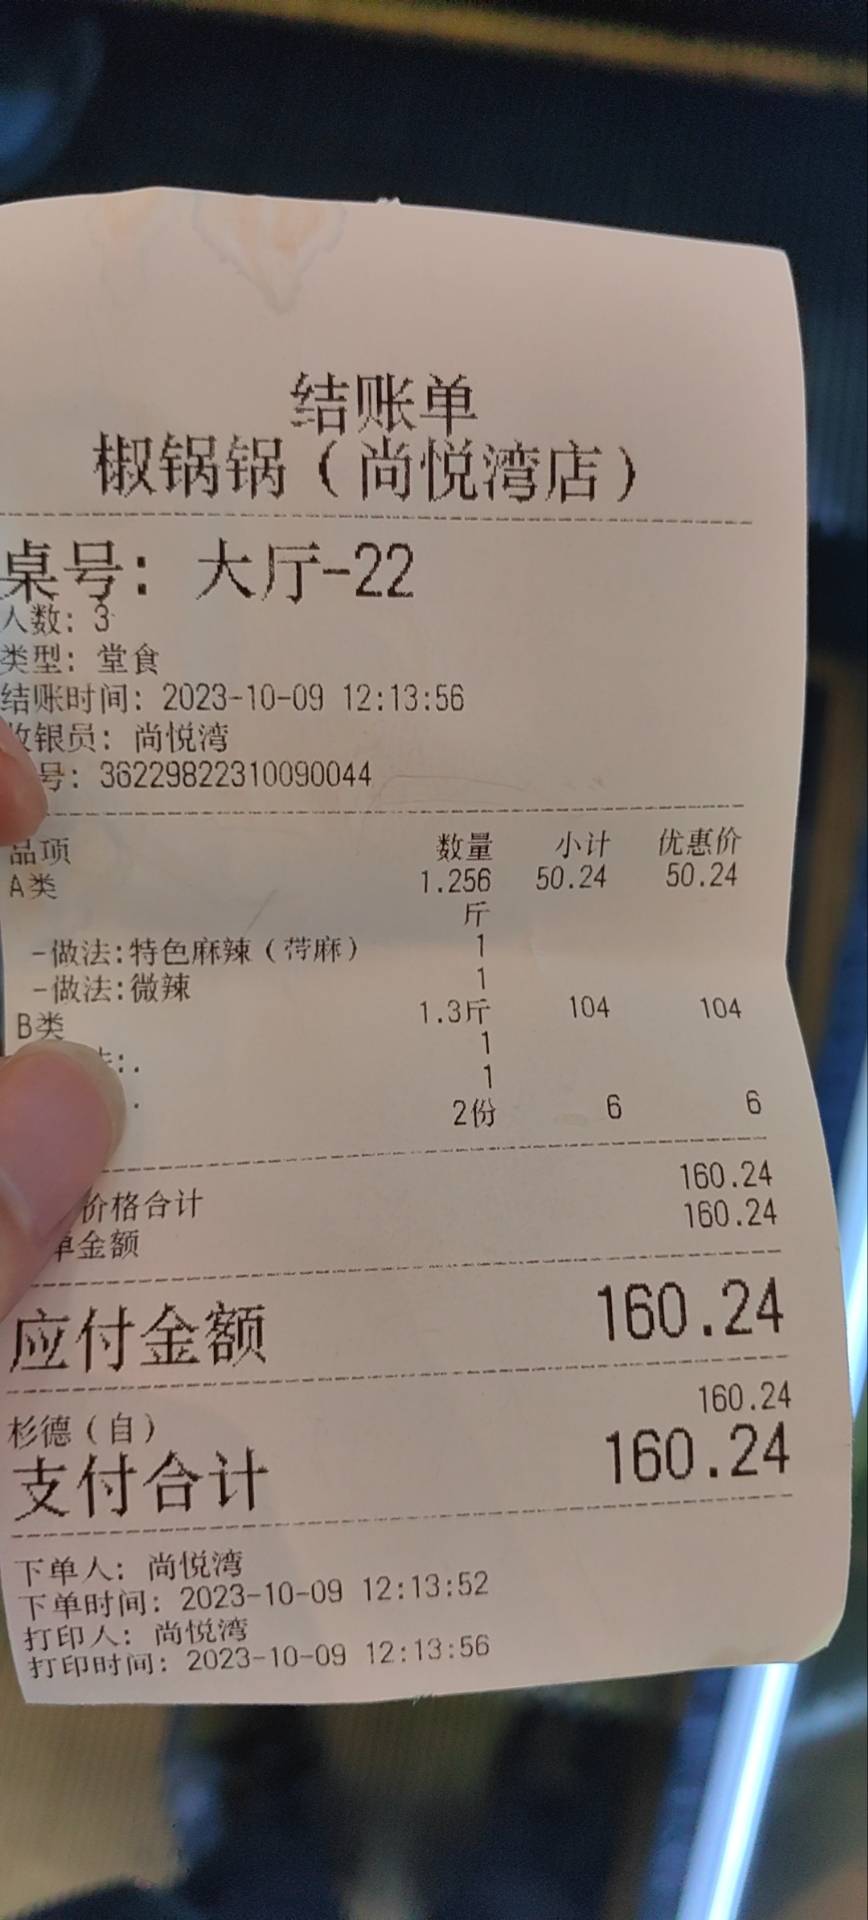 结账单
椒锅锅（尚悦湾店）
桌号: 大厅-22
人数: 3
类型: 堂食
结账时间: 2023-10-09 12:13:56
收银员: 尚悦湾
号: 36229822310090044
品项 数量 小计 优惠价
A类 1.256 50.24 50.24
斤
-做法:特色麻辣（带麻） 1
-做法:微辣 1
B类 1.3斤 104 104
:. 1
. 1
2份 6 6
价格合计 160.24
单金额 160.24
应付金额 160.24
杉德（自） 160.24
支付合计 160.24
下单人: 尚悦湾
下单时间: 2023-10-09 12:13:52
打印人: 尚悦湾
打印时间: 2023-10-09 12:13:56